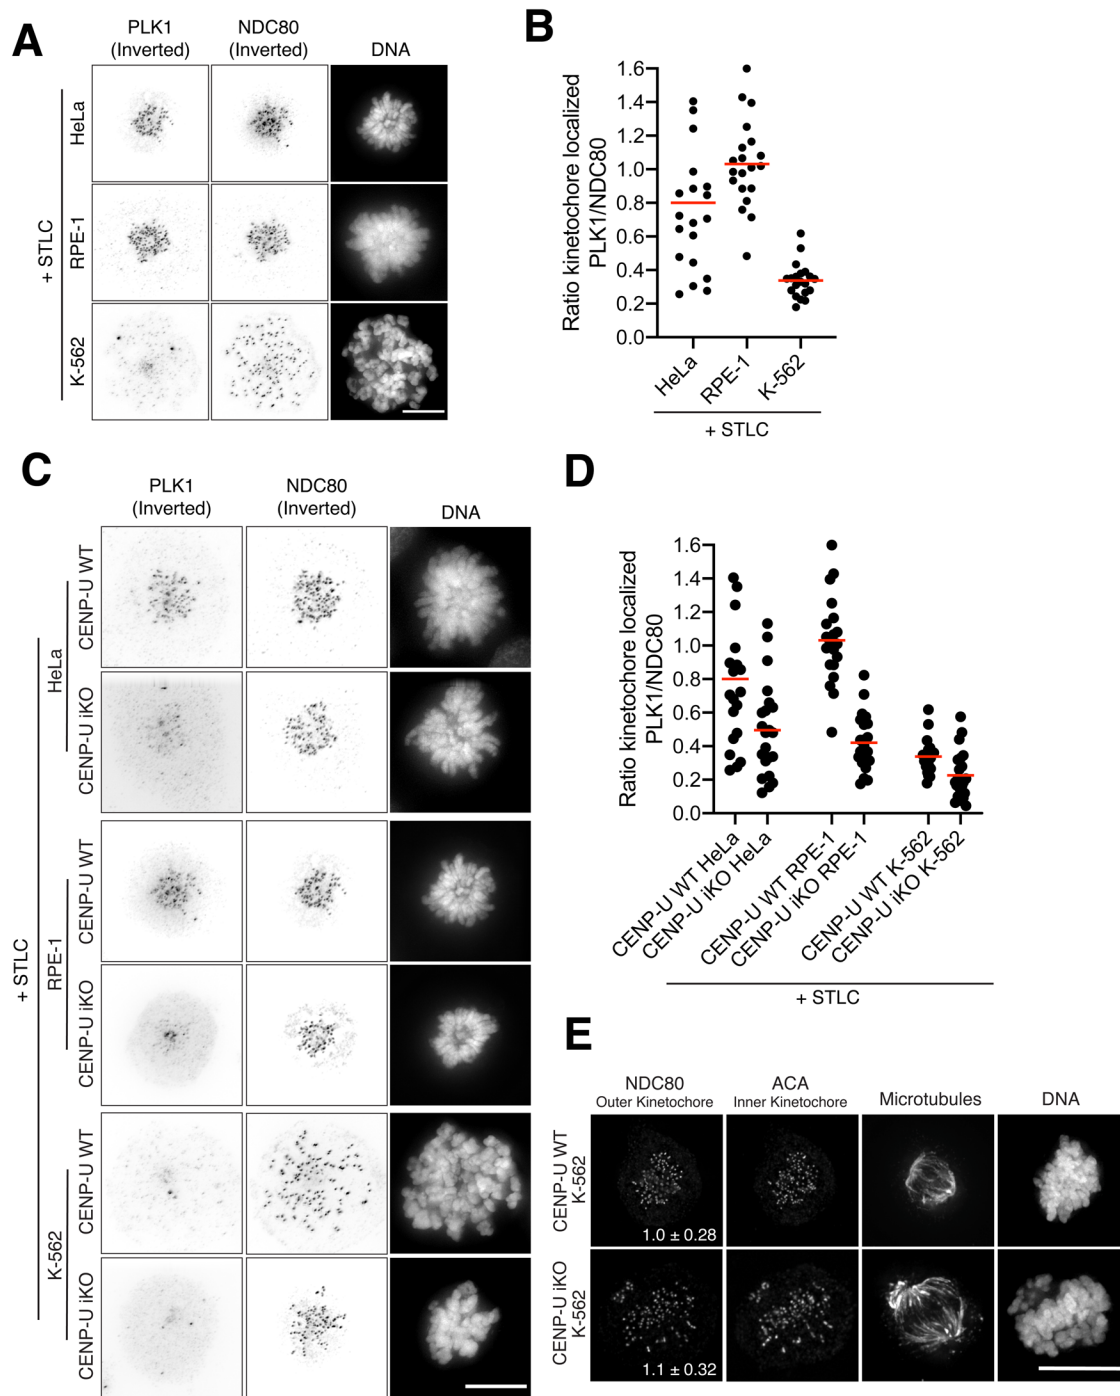 A
PLK1
(Inverted)
NDC80
(Inverted)
DNA
+ STLC
HeLa
RPE-1
K-562
B
Ratio kinetochore localized
PLK1/NDC80
1.6
1.4
1.2
1.0
0.8
0.6
0.4
0.2
0.0
HeLa
RPE-1
K-562
+ STLC
C
PLK1
(Inverted)
NDC80
(Inverted)
DNA
+ STLC
HeLa
CENP-U WT
CENP-U iKO
RPE-1
CENP-U WT
CENP-U iKO
K-562
CENP-U WT
CENP-U iKO
D
Ratio kinetochore localized
PLK1/NDC80
1.6
1.4
1.2
1.0
0.8
0.6
0.4
0.2
0.0
CENP-U WT HeLa
CENP-U iKO HeLa
CENP-U WT RPE-1
CENP-U iKO RPE-1
CENP-U WT K-562
CENP-U iKO K-562
+ STLC
E
NDC80
Outer Kinetochore
ACA
Inner Kinetochore
Microtubules
DNA
CENP-U WT
K-562
1.0 ± 0.28
CENP-U iKO
K-562
1.1 ± 0.32